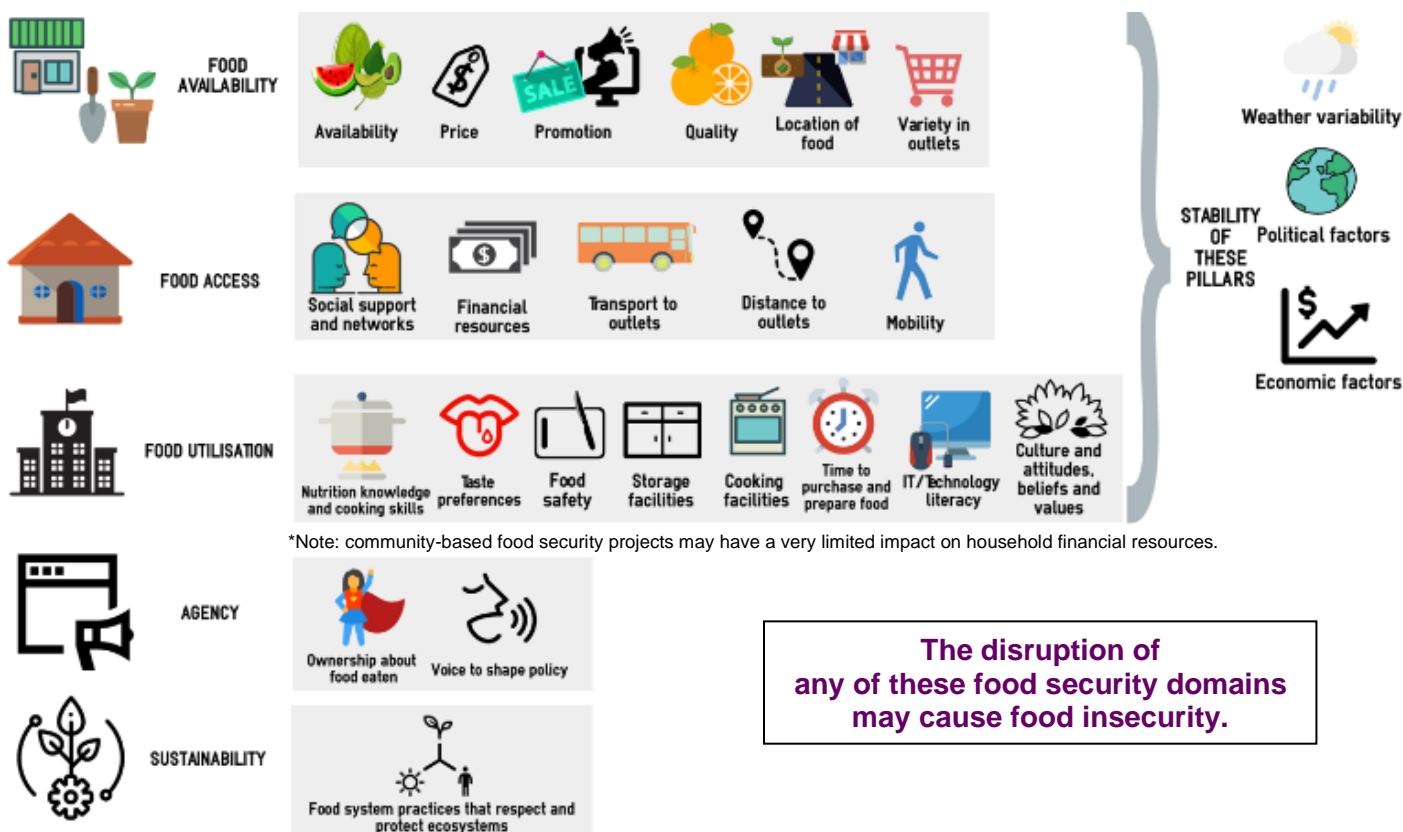 FOOD
AVAILABILITY
SALE
$
Availability
Price
Promotion
Quality
Location of
food
Variety in
outlets
FOOD ACCESS
$
Social support
and networks
Financial
resources
Transport to
outlets
Distance to
outlets
Mobility
FOOD UTILISATION
Nutrition knowledge
and cooking skills
Taste
preferences
Food
safety
Storage
facilities
Cooking
facilities
Time to
purchase and
prepare food
IT/Technology
literacy
Culture and
attitudes,
beliefs and
values
STABILITY
OF
THESE
PILLARS
Weather variability
Political factors
$
Economic factors
*Note: community-based food security projects may have a very limited impact on household financial resources.
AGENCY
Ownership about
food eaten
Voice to shape policy
The disruption of
any of these food security domains
may cause food insecurity.
SUSTAINABILITY
Food system practices that respect and
protect ecosystems